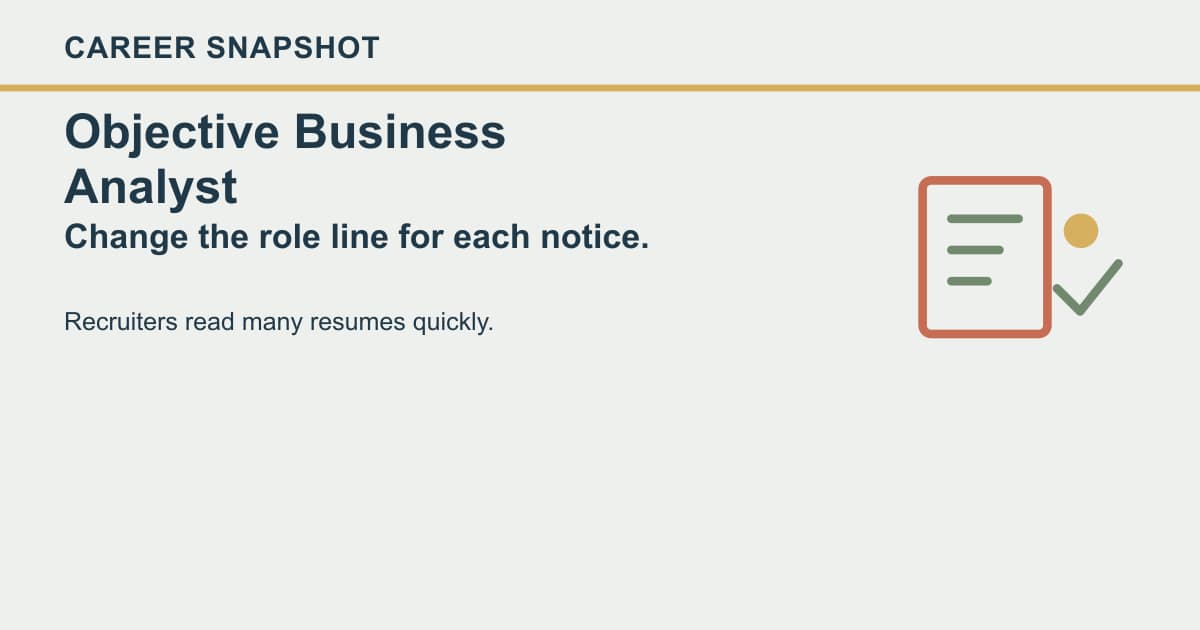 CAREER SNAPSHOT
Objective Business
Analyst
Change the role line for each notice.
Recruiters read many resumes quickly.